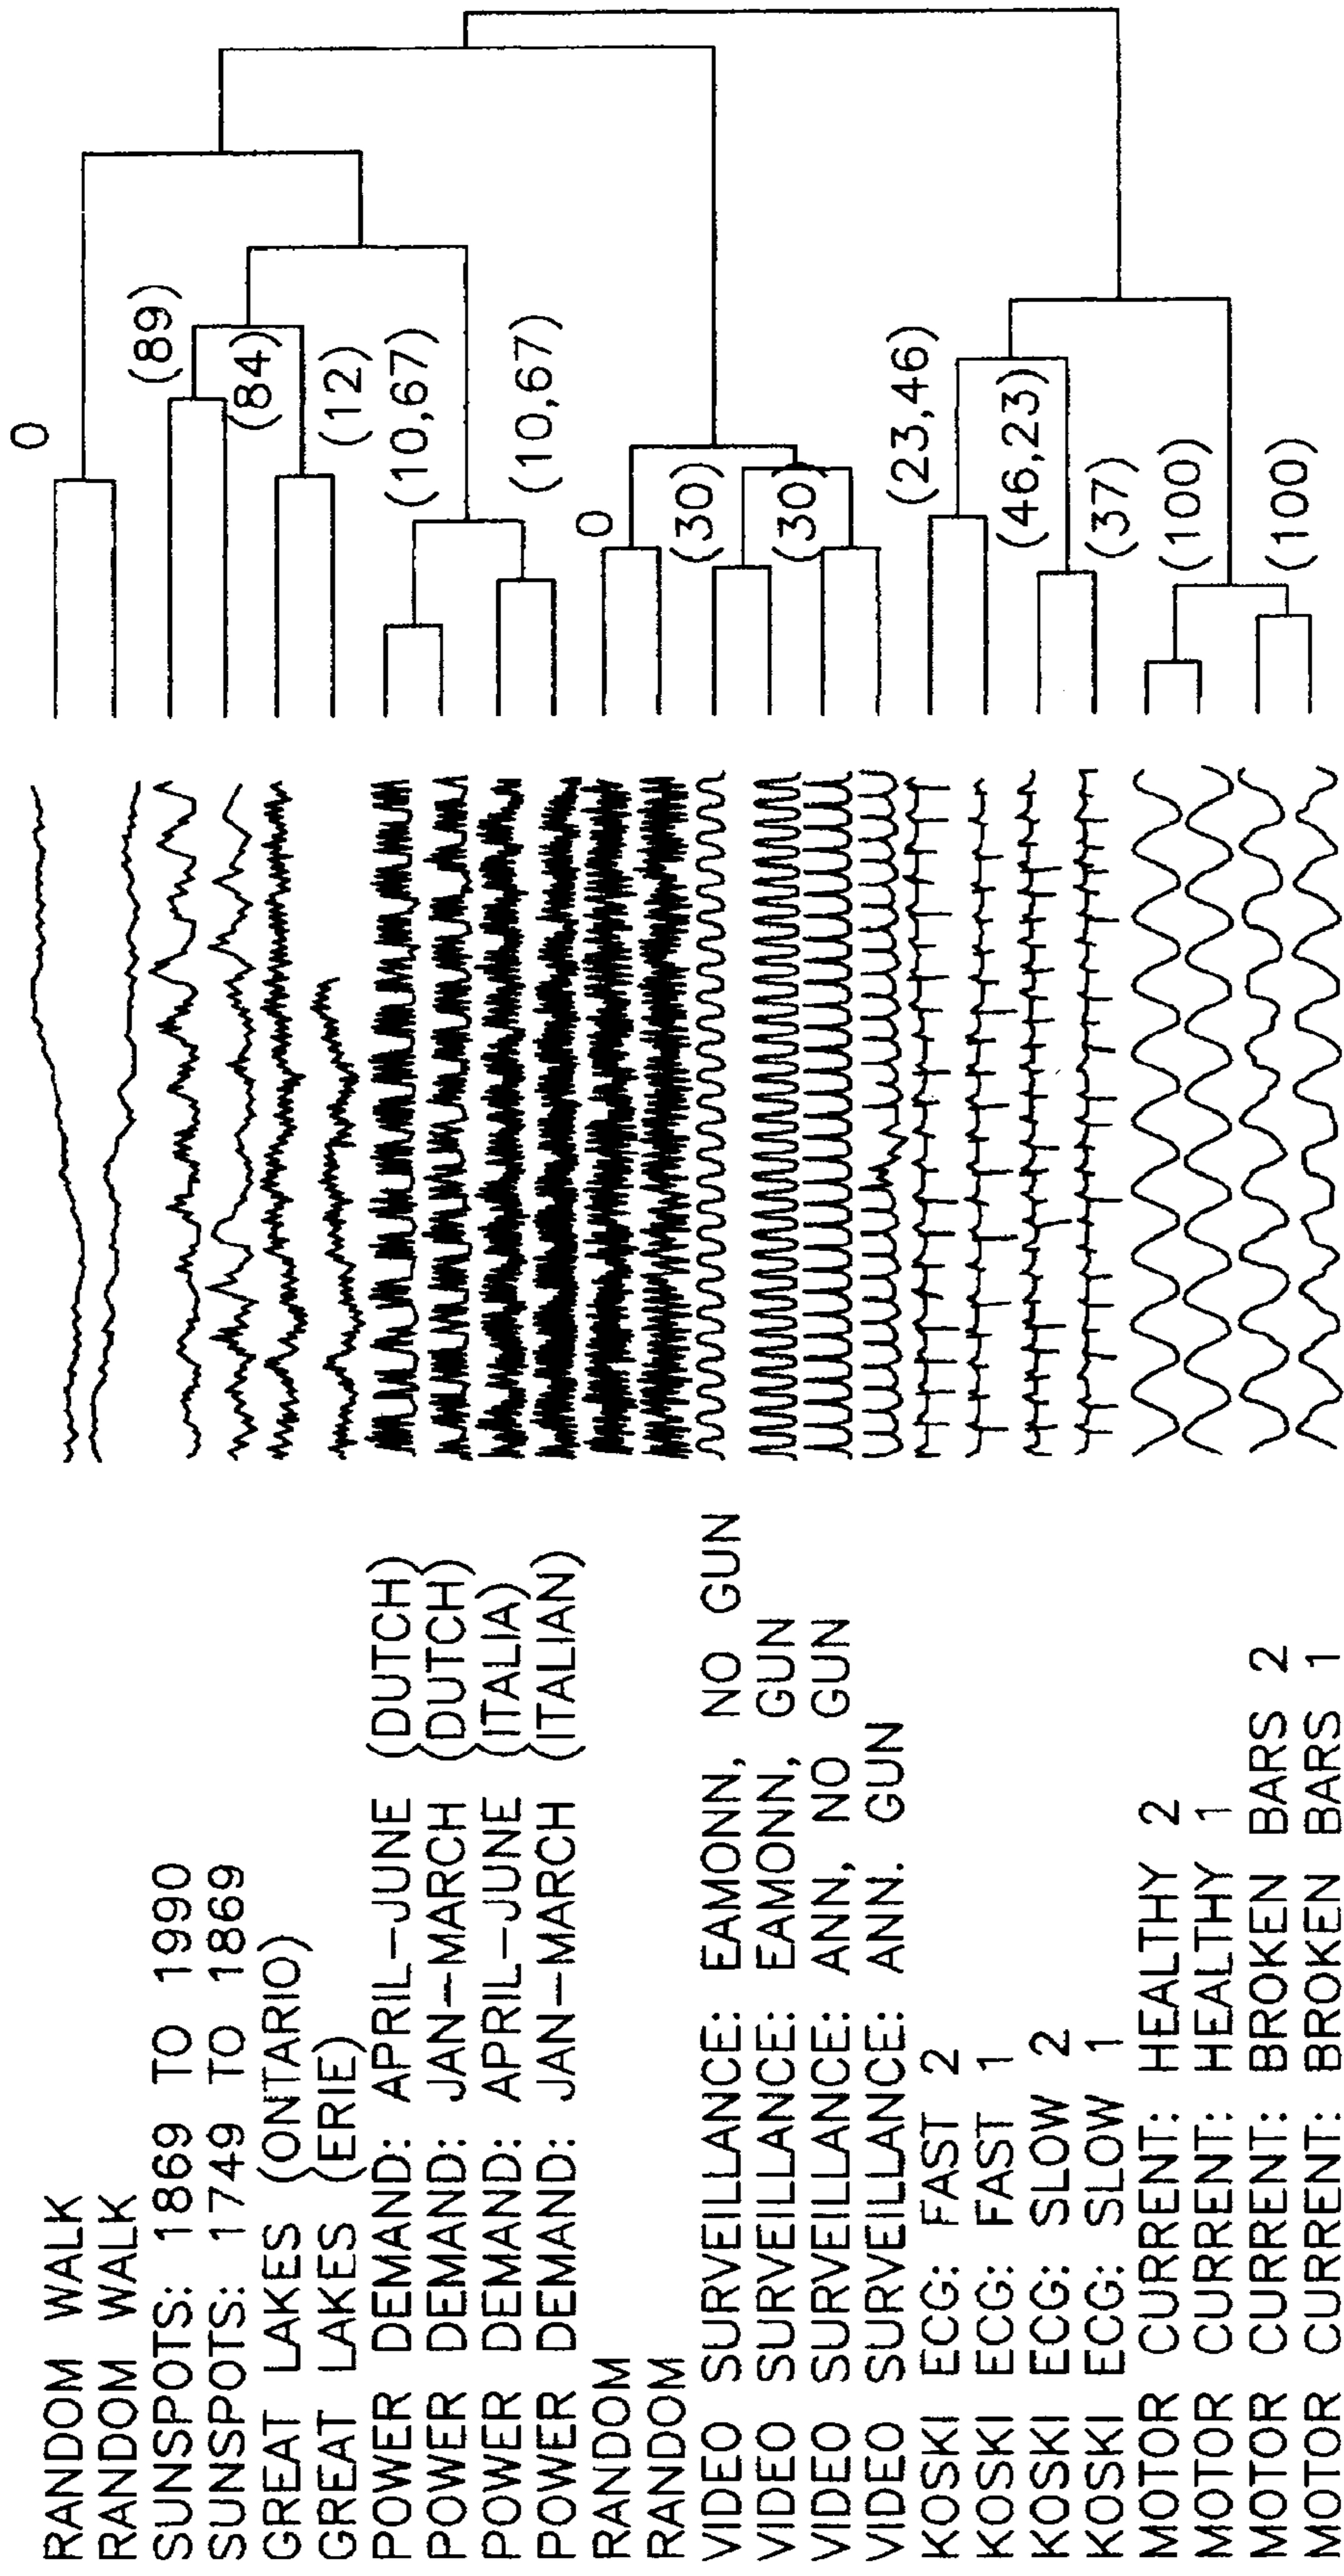 RANDOM WALK
RANDOM WALK
SUNSPOTS: 1869 TO 1990
SUNSPOTS: 1749 TO 1869
GREAT LAKES (ONTARIO)
GREAT LAKES (ERIE)
POWER DEMAND: APRIL-JUNE (DUTCH)
POWER DEMAND: JAN-MARCH (DUTCH)
POWER DEMAND: APRIL-JUNE (ITALIA)
POWER DEMAND: JAN-MARCH (ITALIAN)
RANDOM
RANDOM
VIDEO SURVEILLANCE: EAMONN, NO GUN
VIDEO SURVEILLANCE: EAMONN, GUN
VIDEO SURVEILLANCE: ANN, NO GUN
VIDEO SURVEILLANCE: ANN. GUN
KOSKI ECG: FAST 2
KOSKI ECG: FAST 1
KOSKI ECG: SLOW 2
KOSKI ECG: SLOW 1
MOTOR CURRENT: HEALTHY 2
MOTOR CURRENT: HEALTHY 1
MOTOR CURRENT: BROKEN BARS 2
MOTOR CURRENT: BROKEN BARS 1
0
(89)
(84)
(12)
(10,67)
(10,67)
0
(30)
(30)
(23,46)
(46,23)
(37)
(100)
(100)